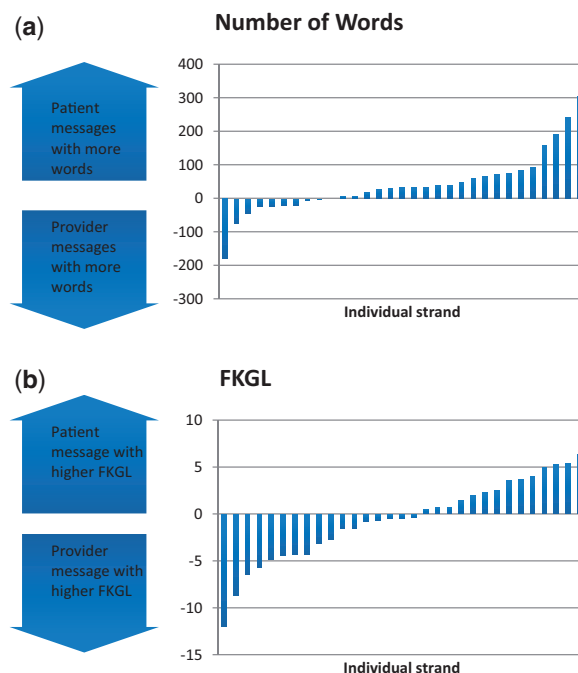 (a)
Number of Words
Patient
messages
with more
words
Provider
messages
with more
words
400
300
200
100
0
-100
-200
-300
Individual strand
(b)
FKGL
Patient
message with
higher FKGL
Provider
message with
higher FKGL
10
5
0
-5
-10
-15
Individual strand